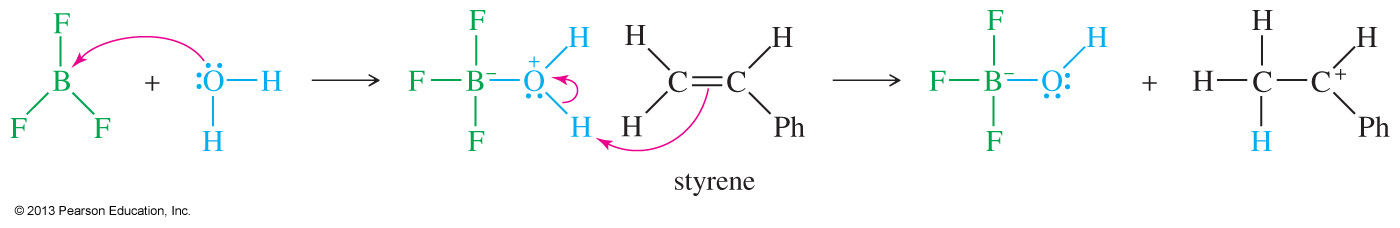 F F H H H F H H
B + O H F B⁻ O⁺ C C F B⁻ O + H C C⁺
F F H F H H Ph F H Ph
styrene
© 2013 Pearson Education, Inc.